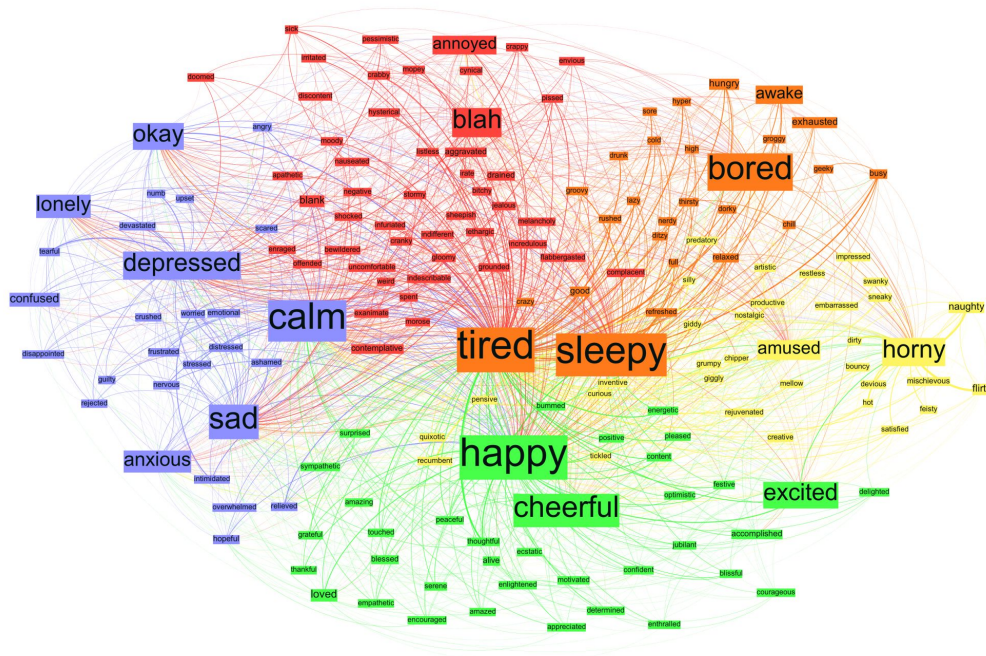 sick
pessimistic
annoyed
crappy
irritated
crabby
mopey
cynical
envious
doomed
discontent
hysterical
pissed
hungry
awake
hyper
sore
exhausted
okay
angry
blah
cold
high
groggy
moody
listless
aggravated
drunk
bored
geeky
busy
nauseated
apathetic
irate
drained
groovy
bitchy
numb
upset
negative
stormy
jealous
lazy
thirsty
dorky
lonely
blank
shocked
sheepish
melancholy
rushed
nerdy
chill
devastated
scared
infuriated
indifferent
lethargic
ditzy
predatory
tearful
enraged
bewildered
cranky
incredulous
depressed
offended
gloomy
flabbergasted
full
relaxed
impressed
uncomfortable
grounded
complacent
artistic
restless
confused
weird
indescribable
silly
swanky
spent
crazy
good
productive
sneaky
crushed
worried
emotional
calm
exanimate
refreshed
nostalgic
embarrassed
naughty
morose
giddy
disappointed
frustrated
distressed
contemplative
tired
sleepy
amused
dirty
horny
stressed
ashamed
grumpy
chipper
bouncy
guilty
nervous
inventive
giggly
mellow
devious
mischievous
flirty
rejected
pensive
curious
hot
feisty
sad
bummed
energetic
rejuvenated
satisfied
surprised
quixotic
positive
pleased
creative
anxious
sympathetic
recumbent
happy
tickled
content
intimidated
festive
excited
delighted
overwhelmed
relieved
amazing
cheerful
optimistic
hopeful
grateful
touched
peaceful
thoughtful
accomplished
jubilant
thankful
blessed
alive
ecstatic
confident
blissful
loved
empathetic
serene
enlightened
motivated
courageous
encouraged
amazed
appreciated
determined
enthralled